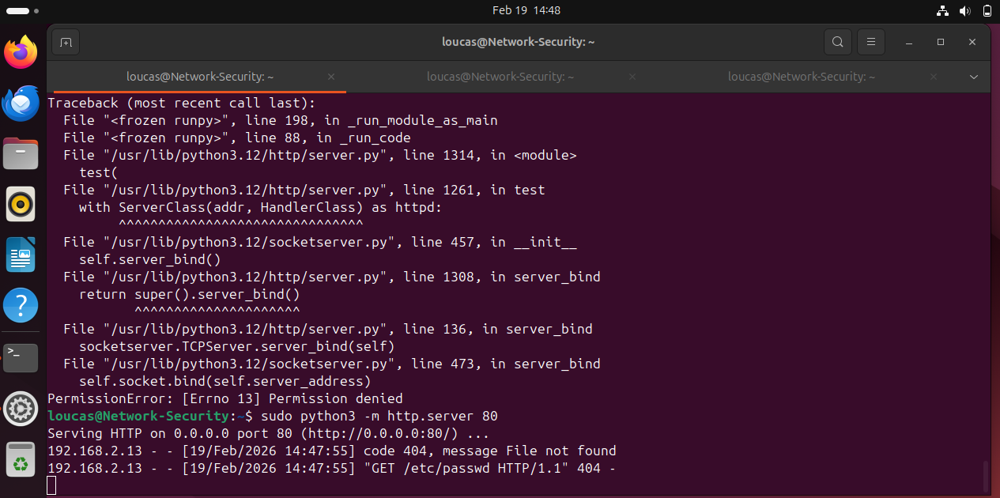 Feb 19 14:48
loucas@Network-Security: ~
loucas@Network-Security: ~
loucas@Network-Security: ~
loucas@Network-Security: ~
Traceback (most recent call last):
  File "<frozen runpy>", line 198, in _run_module_as_main
  File "<frozen runpy>", line 88, in _run_code
  File "/usr/lib/python3.12/http/server.py", line 1314, in <module>
    test(
  File "/usr/lib/python3.12/http/server.py", line 1261, in test
    with ServerClass(addr, HandlerClass) as httpd:
         ^^^^^^^^^^^^^^^^^^^^^^^^^^^^^^^
  File "/usr/lib/python3.12/socketserver.py", line 457, in __init__
    self.server_bind()
  File "/usr/lib/python3.12/http/server.py", line 1308, in server_bind
    return super().server_bind()
           ^^^^^^^^^^^^^^^^^^^^^
  File "/usr/lib/python3.12/http/server.py", line 136, in server_bind
    socketserver.TCPServer.server_bind(self)
  File "/usr/lib/python3.12/socketserver.py", line 473, in server_bind
    self.socket.bind(self.server_address)
PermissionError: [Errno 13] Permission denied
loucas@Network-Security:~$ sudo python3 -m http.server 80
Serving HTTP on 0.0.0.0 port 80 (http://0.0.0.0:80/) ...
192.168.2.13 - - [19/Feb/2026 14:47:55] code 404, message File not found
192.168.2.13 - - [19/Feb/2026 14:47:55] "GET /etc/passwd HTTP/1.1" 404 -